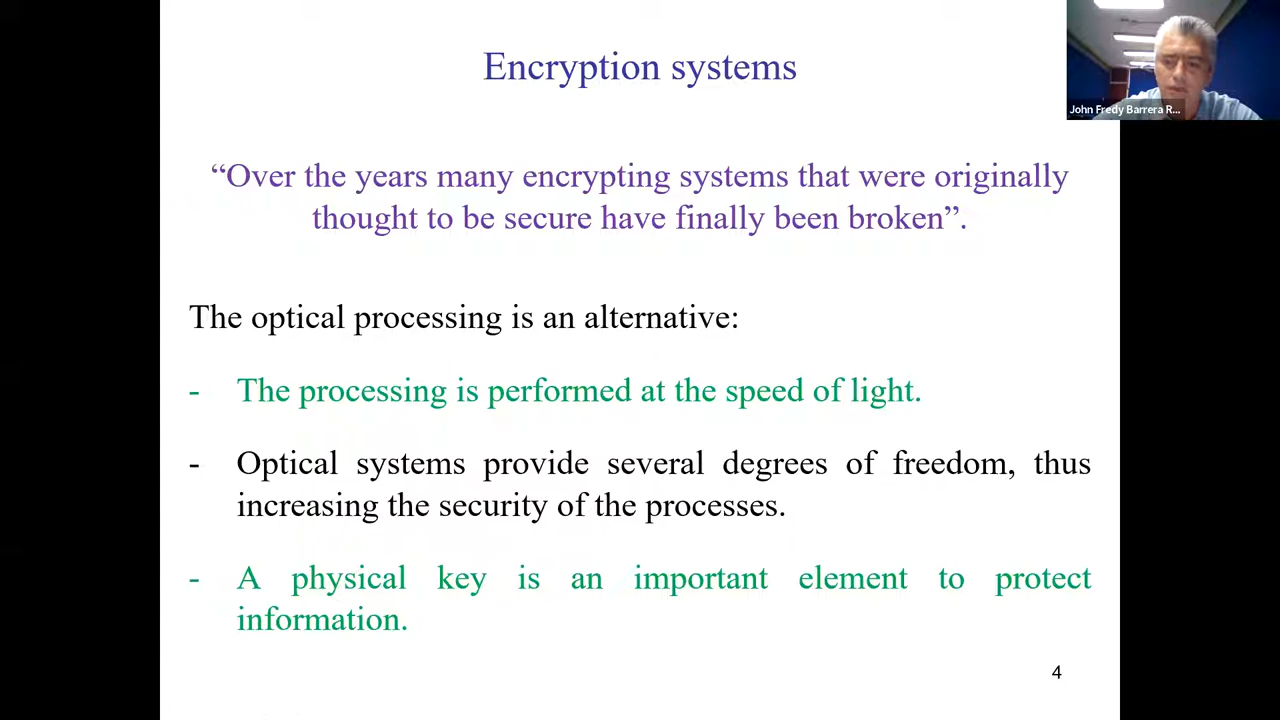 Encryption systems
John Fredy Barrera R...
“Over the years many encrypting systems that were originally
thought to be secure have finally been broken”.
The optical processing is an alternative:
- The processing is performed at the speed of light.
- Optical systems provide several degrees of freedom, thus
increasing the security of the processes.
- A physical key is an important element to protect
information.
4